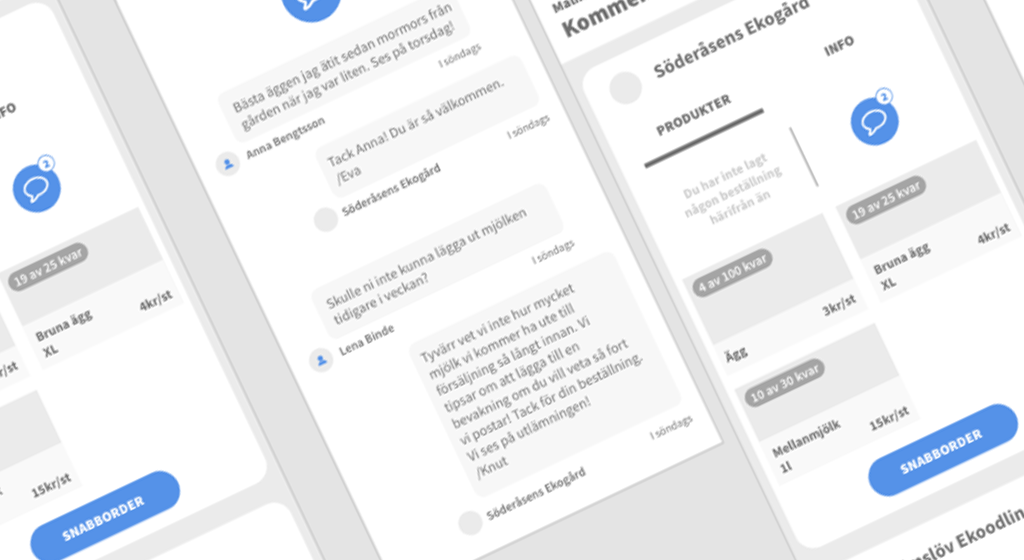 2
19 av 25 kvar
Bruna ägg
XL
4kr/st
15kr/st
SNABBORDER
Bästa äggen jag ätit sedan mormors från
gården när jag var liten. Ses på torsdag!
I söndags
Anna Bengtsson
Tack Anna! Du är så välkommen.
/Eva
I söndags
Söderåsens Ekogård
Skulle ni inte kunna lägga ut mjölken
tidigare i veckan?
I söndags
Lena Binde
Tyvärr vet vi inte hur mycket
mjölk vi kommer ha ute till
försäljning så långt innan. Vi
tipsar om att lägga till en
bevakning om du vill veta så fort
vi postar! Tack för din beställning.
Vi ses på utlämningen!
/Knut
I söndags
Söderåsens Ekogård
Söderåsens Ekogård
PRODUKTER
INFO
2
Du har inte lagt
någon beställning
härifrån än
4 av 100 kvar
3kr/st
Ägg
19 av 25 kvar
Bruna ägg
XL
4kr/st
10 av 30 kvar
Mellanmjölk
1l
15kr/st
SNABBORDER